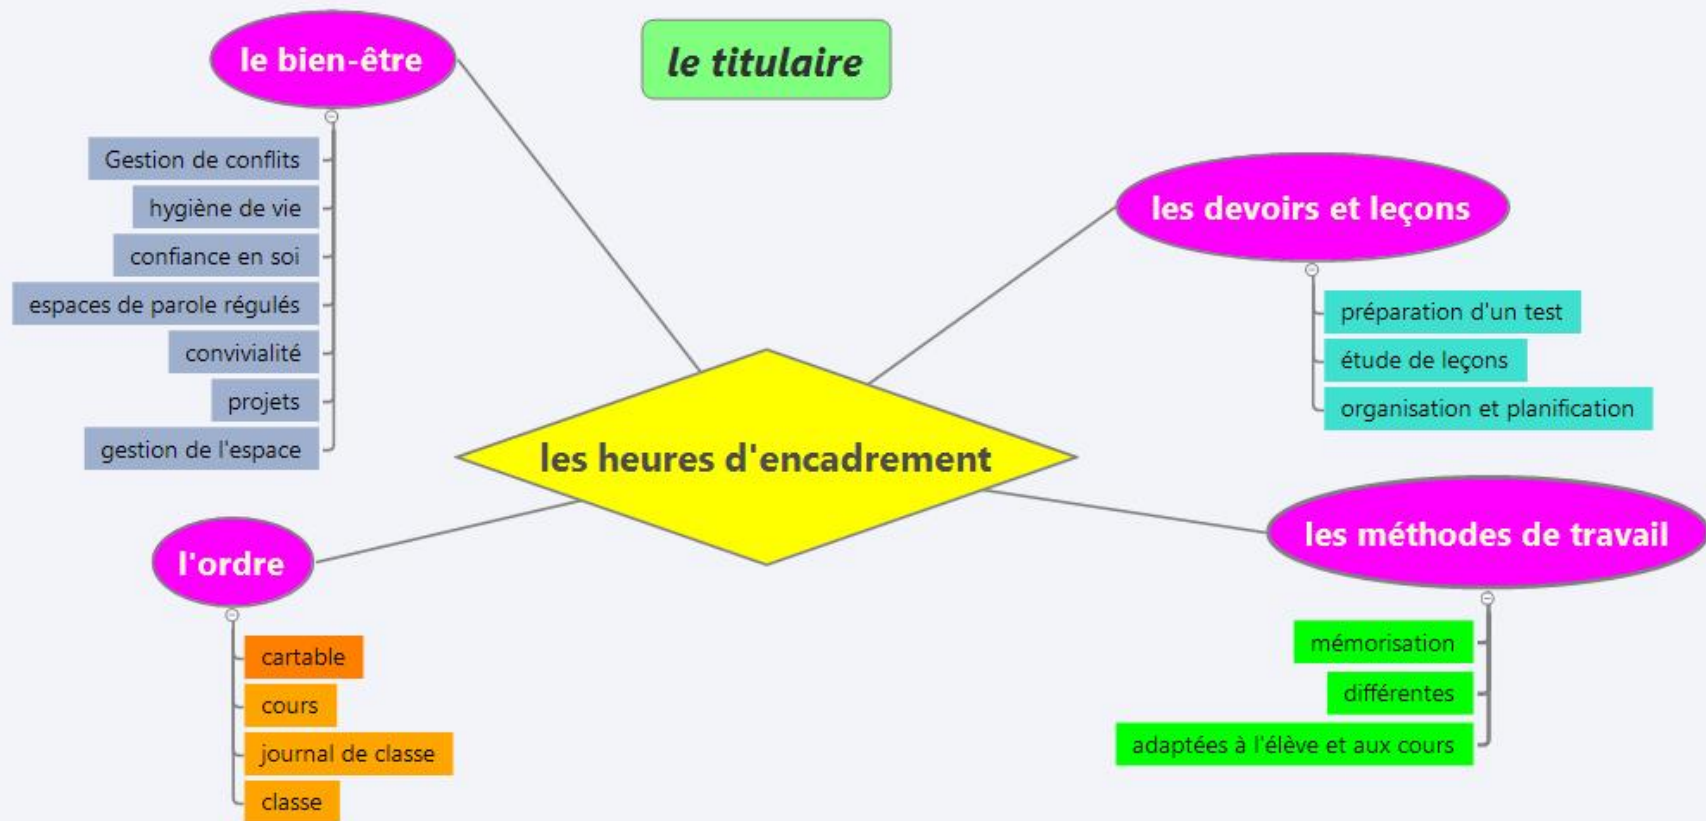 le titulaire
le bien-être
Gestion de conflits
hygiène de vie
confiance en soi
espaces de parole régulés
convivialité
projets
gestion de l'espace
les devoirs et leçons
préparation d'un test
étude de leçons
organisation et planification
les heures d'encadrement
l'ordre
cartable
cours
journal de classe
classe
les méthodes de travail
mémorisation
différentes
adaptées à l'élève et aux cours